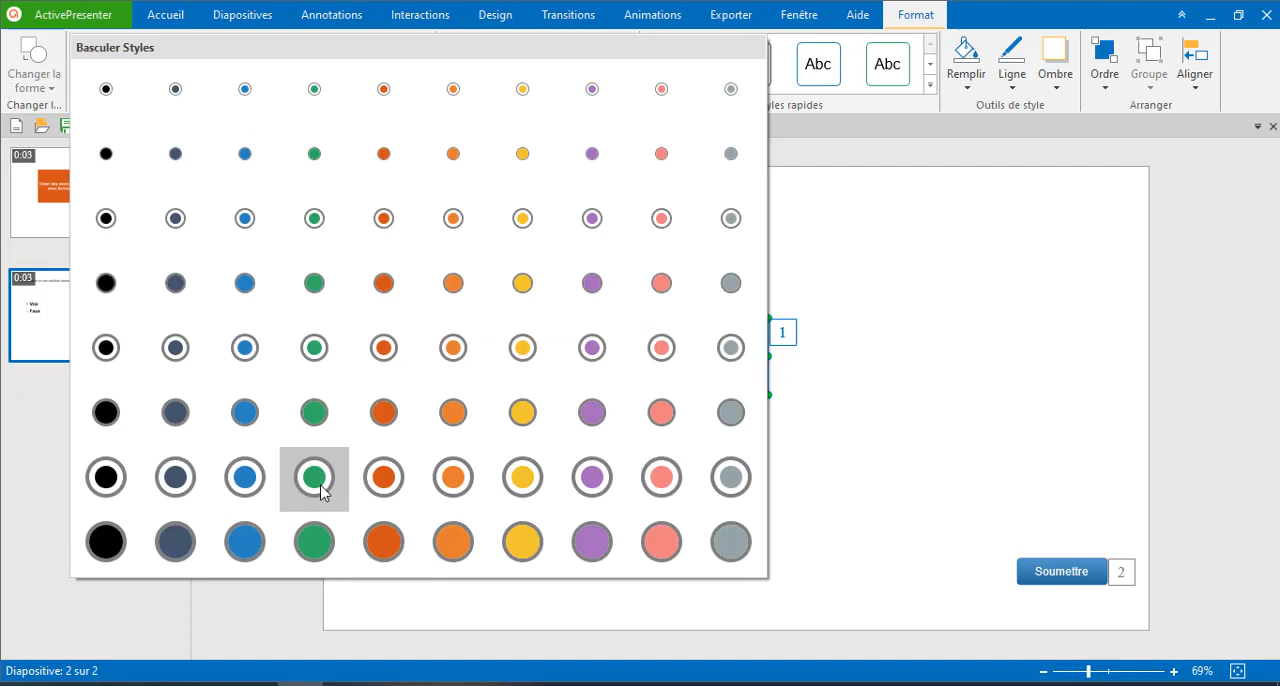 ActivePresenter Accueil Diapositives Annotations Interactions Design Transitions Animations Exporter Fenêtre Aide Format
Basculer Styles
Changer la
forme
Changer l...
Abc Abc
les rapides
Remplir Ligne Ombre
Outils de style
Ordre Groupe Aligner
Arranger
0:03
0:03
Vrai
Faux
1
Soumettre 2
Diapositive: 2 sur 2
69%